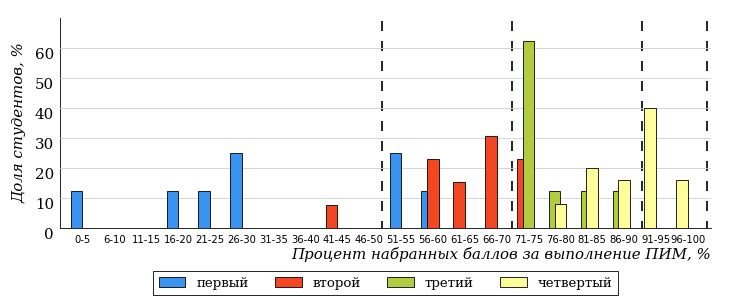 Доля студентов, %
60
50
40
30
20
10
0
0-5 6-10 11-15 16-20 21-25 26-30 31-35 36-40 41-45 46-50 51-55 56-60 61-65 66-70 71-75 76-80 81-85 86-90 91-95 96-100
Процент набранных баллов за выполнение ПИМ, %
первый второй третий четвертый